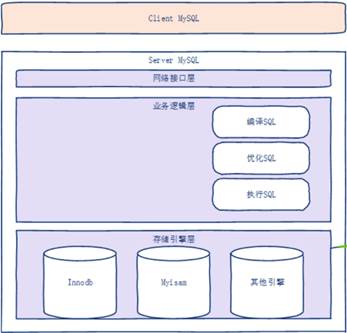 Client MySQL
Server MySQL
网络接口层
业务逻辑层
编译SQL
优化SQL
执行SQL
存储引擎层
Innodb
Myisam
其他引擎